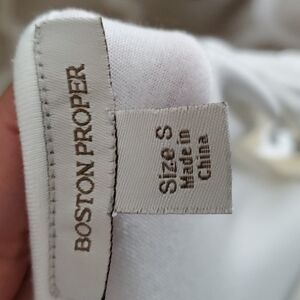 BOSTON PROPER
Size S
Made in
China